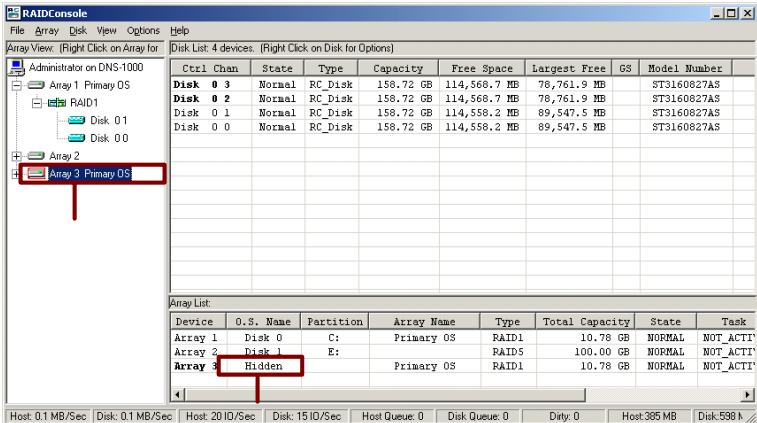 RAIDConsole
File Array Disk View Options Help
Array View: (Right Click on Array for
Disk List: 4 devices. (Right Click on Disk for Options)
Administrator on DNS-1000
Array 1 Primary OS
RAID1
Disk 0 1
Disk 0 0
Array 2
Array 3 Primary OS
Ctrl Chan State Type Capacity Free Space Largest Free GS Model Number
Disk 0 3 Normal RC_Disk 158.72 GB 114,568.7 MB 78,761.9 MB ST3160827AS
Disk 0 2 Normal RC_Disk 158.72 GB 114,568.7 MB 78,761.9 MB ST3160827AS
Disk 0 1 Normal RC_Disk 158.72 GB 114,558.2 MB 89,547.5 MB ST3160827AS
Disk 0 0 Normal RC_Disk 158.72 GB 114,558.2 MB 89,547.5 MB ST3160827AS
Array List:
Device O.S. Name Partition Array Name Type Total Capacity State Task
Array 1 Disk 0 C: Primary OS RAID1 10.78 GB NORMAL NOT_ACTI
Array 2 Disk 1 E: RAID5 100.00 GB NORMAL NOT_ACTI
Array 3 Hidden Primary OS RAID1 10.78 GB NORMAL NOT_ACTI
Host: 0.1 MB/Sec Disk: 0.1 MB/Sec Host: 20 IO/Sec Disk: 15 IO/Sec Host Queue: 0 Disk Queue: 0 Dirty: 0 Host:385 MB Disk:598